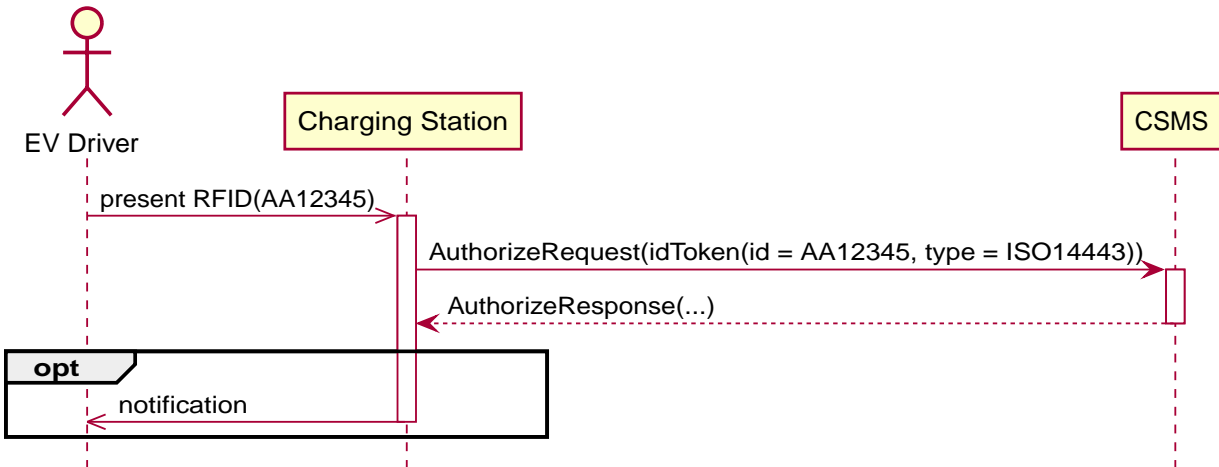 EV Driver
Charging Station
CSMS
present RFID(AA12345)
AuthorizeRequest(idToken(id = AA12345, type = ISO14443))
AuthorizeResponse(...)
opt
notification